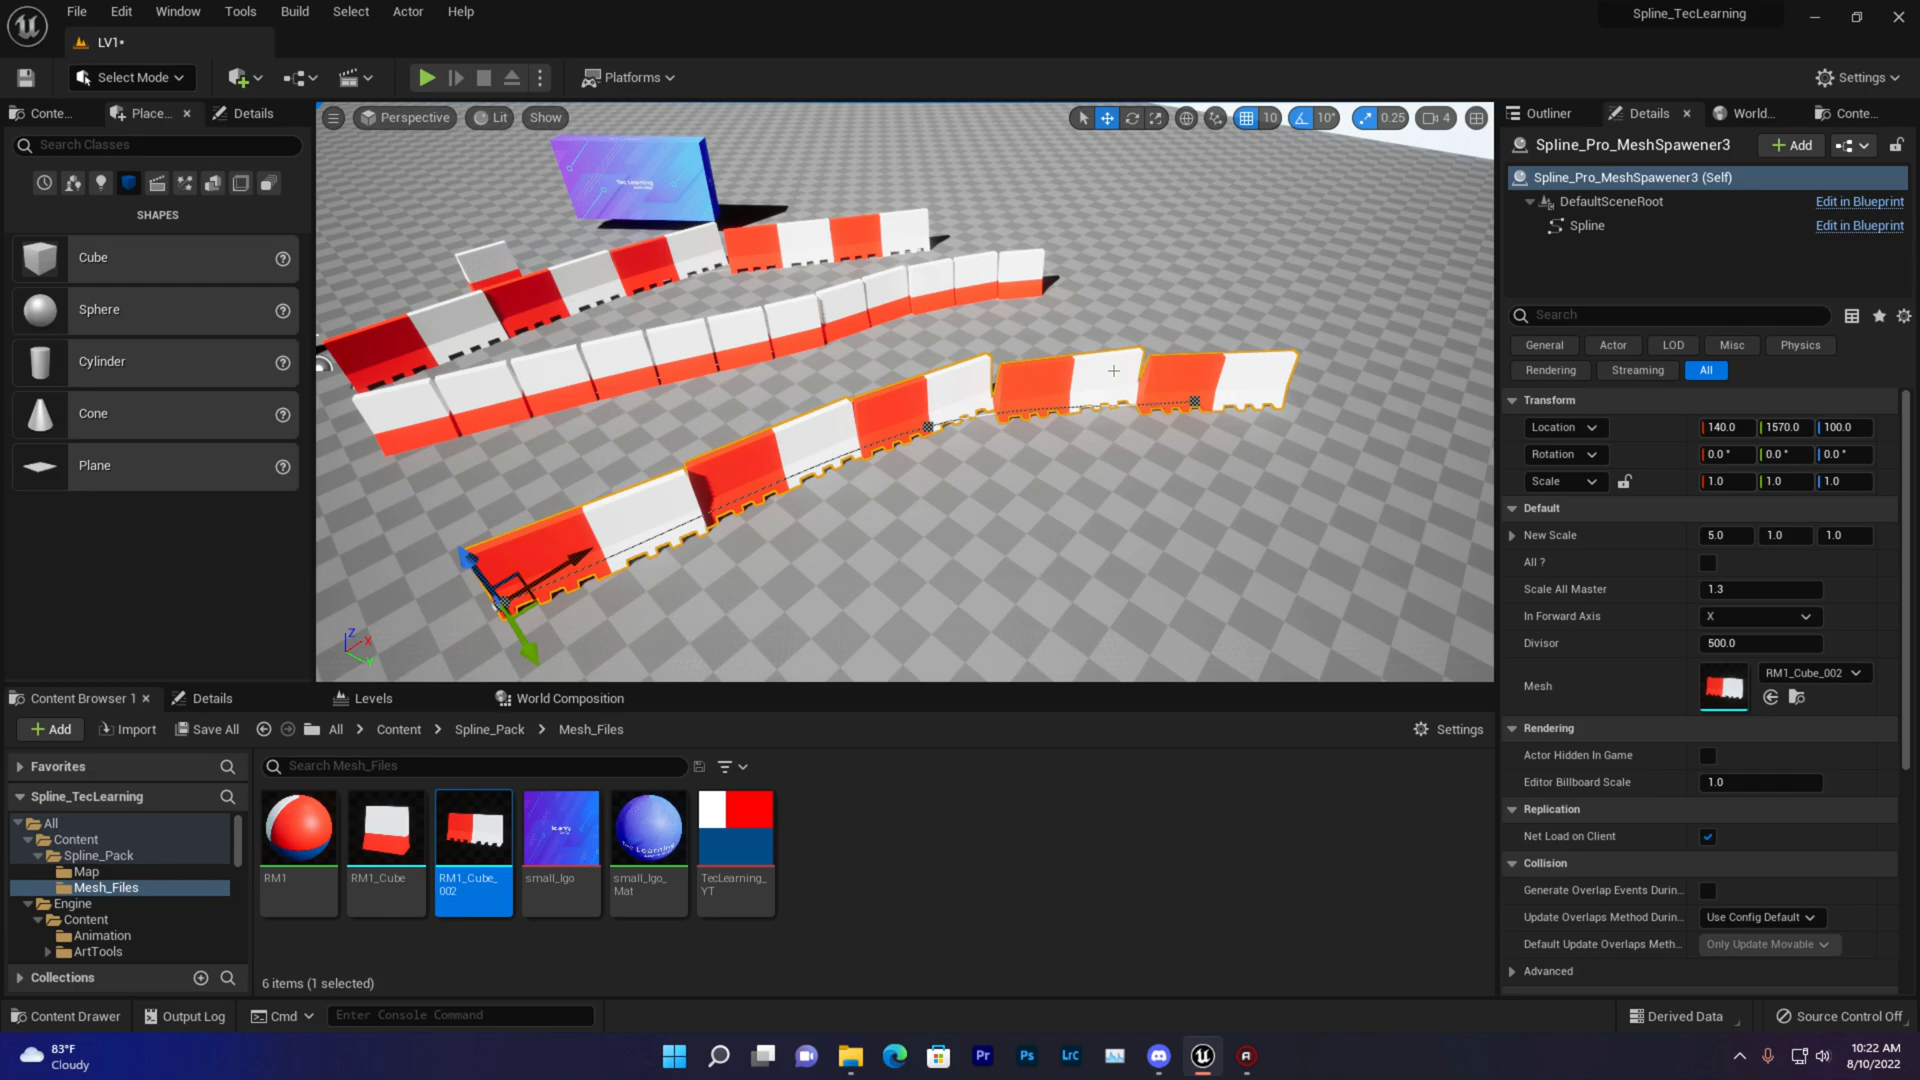 File Edit Window Tools Build Select Actor Help
Spline_TecLearning
LV1•
Select Mode
Platforms
Settings
Conte...
Place...
Details
Search Classes
SHAPES
Cube
Sphere
Cylinder
Cone
Plane
Perspective
Lit
Show
10
10°
0.25
4
Tec Learning
Z
X
Y
Outliner
Details
World...
Conte...
Spline_Pro_MeshSpawener3
Add
Spline_Pro_MeshSpawener3 (Self)
DefaultSceneRoot
Edit in Blueprint
Spline
Edit in Blueprint
Search
General
Actor
LOD
Misc
Physics
Rendering
Streaming
All
Transform
Location 140.0 1570.0 100.0
Rotation 0.0 ° 0.0 ° 0.0 °
Scale 1.0 1.0 1.0
Default
New Scale 5.0 1.0 1.0
All ?
Scale All Master 1.3
In Forward Axis X
Divisor 500.0
Mesh RM1_Cube_002
Rendering
Actor Hidden In Game
Editor Billboard Scale 1.0
Replication
Net Load on Client
Collision
Generate Overlap Events Durin...
Update Overlaps Method Durin... Use Config Default
Default Update Overlaps Meth... Only Update Movable
Advanced
Content Browser 1
Details
Levels
World Composition
Add
Import
Save All
All
Content
Spline_Pack
Mesh_Files
Settings
Favorites
Spline_TecLearning
All
Content
Spline_Pack
Map
Mesh_Files
Engine
Content
Animation
ArtTools
Collections
Search Mesh_Files
RM1
RM1_Cube
RM1_Cube_
002
small_lgo
small_lgo_
Mat
TecLearning_
YT
6 items (1 selected)
Content Drawer
Output Log
Cmd
Enter Console Command
Derived Data
Source Control Off
83°F
Cloudy
Pr
Ps
LrC
10:22 AM
8/10/2022